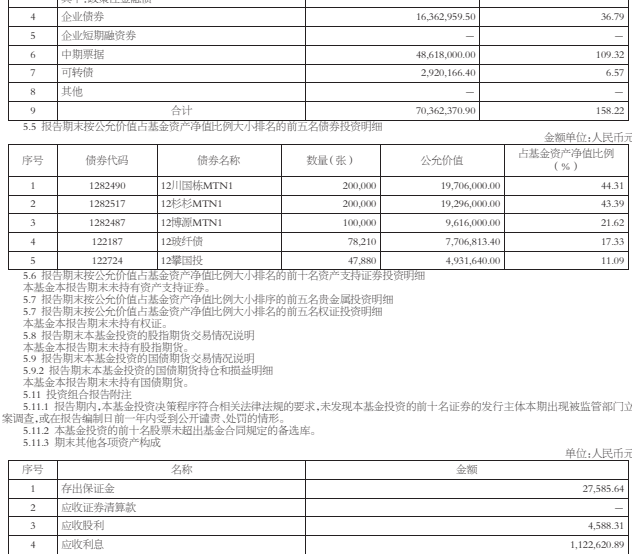 4 企业债券 16,362,959.50 36.79
5 企业短期融资券 — —
6 中期票据 48,618,000.00 109.32
7 可转债 2,920,166.40 6.57
8 其他 — —
9 合计 70,362,370.90 158.22
5.5 报告期末按公允价值占基金资产净值比例大小排名的前五名债券投资明细
金额单位:人民币元
序号 债券代码 债券名称 数量(张) 公允价值 占基金资产净值比例
(%)
1 1282490 12川国栋MTN1 200,000 19,706,000.00 44.31
2 1282517 12杉杉MTN1 200,000 19,296,000.00 43.39
3 1282487 12博源MTN1 100,000 9,616,000.00 21.62
4 122187 12玻纤债 78,210 7,706,813.40 17.33
5 122724 12攀国投 47,880 4,931,640.00 11.09
5.6 报告期末按公允价值占基金资产净值比例大小排名的前十名资产支持证券投资明细
本基金本报告期末未持有资产支持证券。
5.7 报告期末按公允价值占基金资产净值比例大小排序的前五名贵金属投资明细
5.7 报告期末按公允价值占基金资产净值比例大小排名的前五名权证投资明细
本基金本报告期末未持有权证。
5.8 报告期末本基金投资的股指期货交易情况说明
本基金本报告期末未持有股指期货。
5.9 报告期末本基金投资的国债期货交易情况说明
5.9.2 报告期末本基金投资的国债期货持仓和损益明细
本基金本报告期末未持有国债期货。
5.11 投资组合报告附注
5.11.1 报告期内,本基金投资决策程序符合相关法律法规的要求,未发现本基金投资的前十名证券的发行主体本期出现被监管部门立
案调查,或在报告编制日前一年内受到公开谴责、处罚的情形。
5.11.2 本基金投资的前十名股票未超出基金合同规定的备选库。
5.11.3 期末其他各项资产构成
单位:人民币元
序号 名称 金额
1 存出保证金 27,585.64
2 应收证券清算款 —
3 应收股利 4,588.31
4 应收利息 1,122,620.89